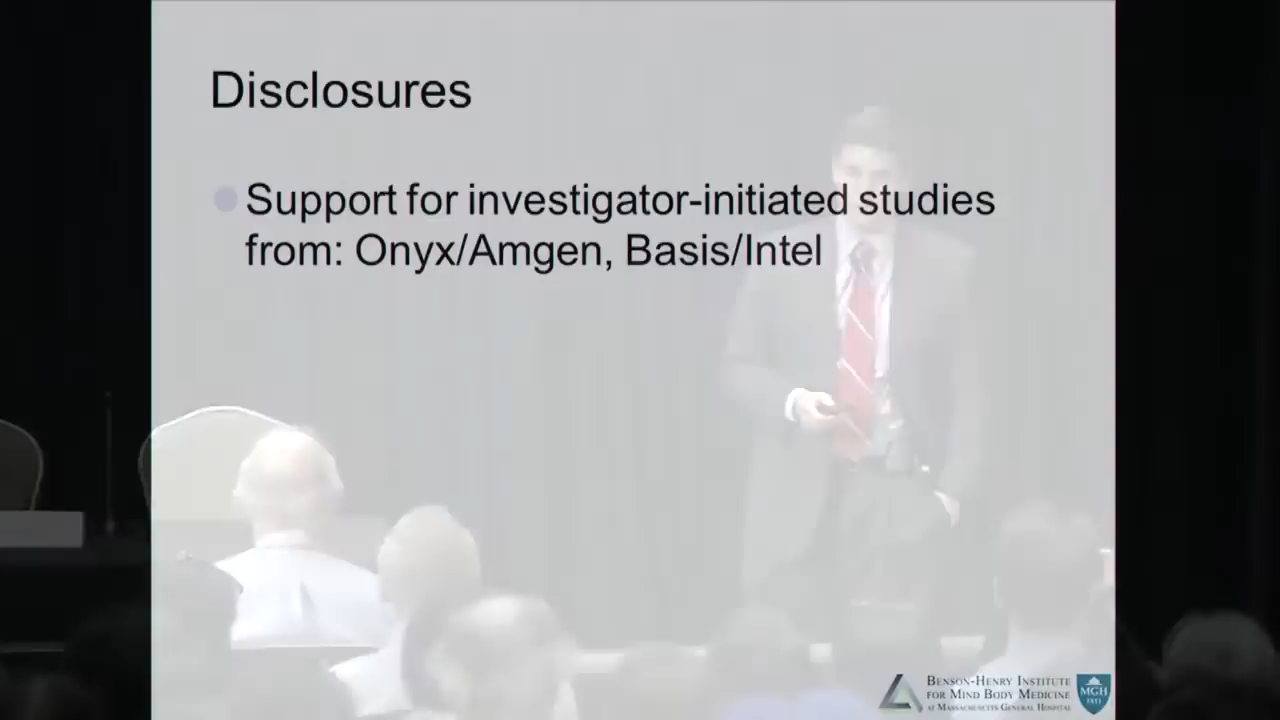 Disclosures
Support for investigator-initiated studies
from: Onyx/Amgen, Basis/Intel
BENSON-HENRY INSTITUTE
FOR MIND BODY MEDICINE
AT MASSACHUSETTS GENERAL HOSPITAL
MGH
1811